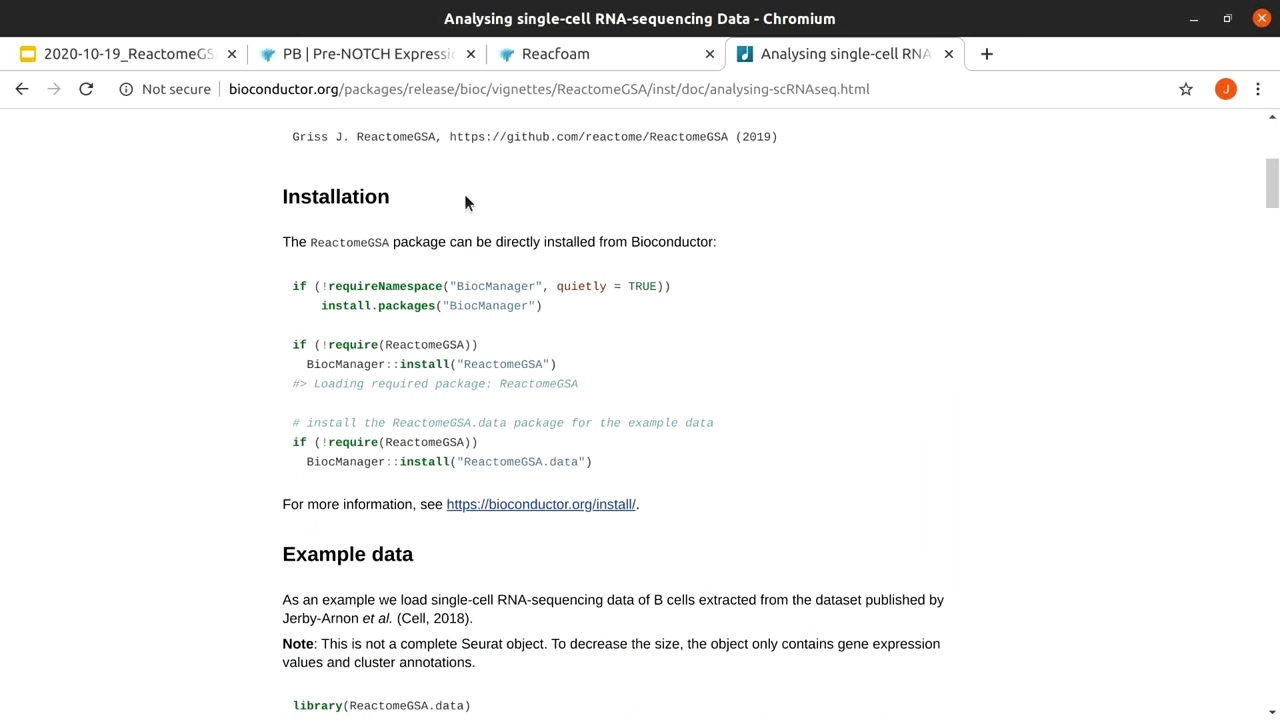 Analysing single-cell RNA-sequencing Data - Chromium
2020-10-19_ReactomeGS
PB | Pre-NOTCH Expressi
Reacfoam
Analysing single-cell RNA
Not secure
bioconductor.org/packages/release/bioc/vignettes/ReactomeGSA/inst/doc/analysing-scRNAseq.html
J
Griss J. ReactomeGSA, https://github.com/reactome/ReactomeGSA (2019)
Installation
The ReactomeGSA package can be directly installed from Bioconductor:
if (!requireNamespace("BiocManager", quietly = TRUE))
install.packages("BiocManager")
if (!require(ReactomeGSA))
BiocManager::install("ReactomeGSA")
#> Loading required package: ReactomeGSA
# install the ReactomeGSA.data package for the example data
if (!require(ReactomeGSA))
BiocManager::install("ReactomeGSA.data")
For more information, see https://bioconductor.org/install/.
Example data
As an example we load single-cell RNA-sequencing data of B cells extracted from the dataset published by
Jerby-Arnon et al. (Cell, 2018).
Note: This is not a complete Seurat object. To decrease the size, the object only contains gene expression
values and cluster annotations.
library(ReactomeGSA.data)